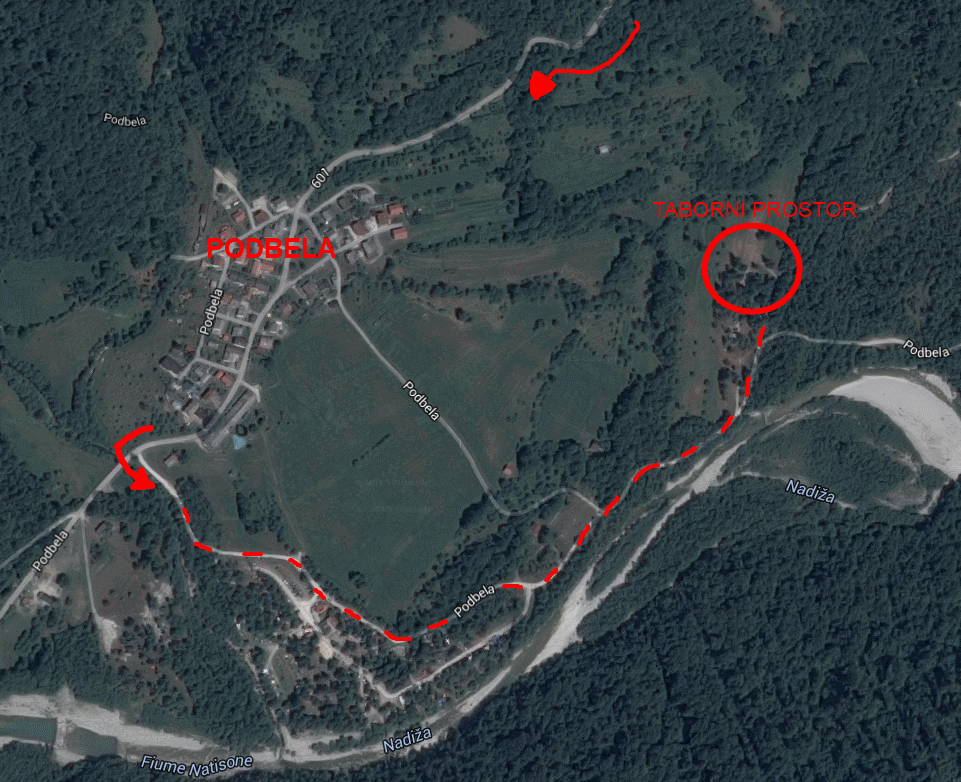 Podbela
601
TABORNI PROSTOR
PODBELA
Podbela
Podbela
Podbela
Nadiža
Podbela
Podbela
Nadiža
Fiume Natisone